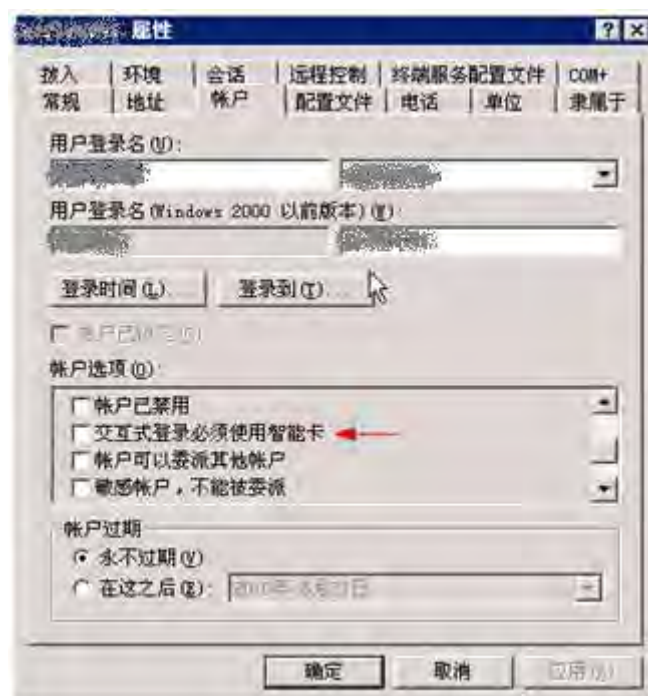 属性
拨入 环境 会话 远程控制 终端服务配置文件 COM+
常规 地址 帐户 配置文件 电话 单位 隶属于
用户登录名(U):
用户登录名(Windows 2000 以前版本)(W):
登录时间(L)... 登录到(T)...
帐户选项(O):
帐户已禁用
交互式登录必须使用智能卡
帐户可以委派其他帐户
敏感帐户，不能被委派
帐户过期
永不过期(V)
在这之后(E):
确定 取消 应用(A)